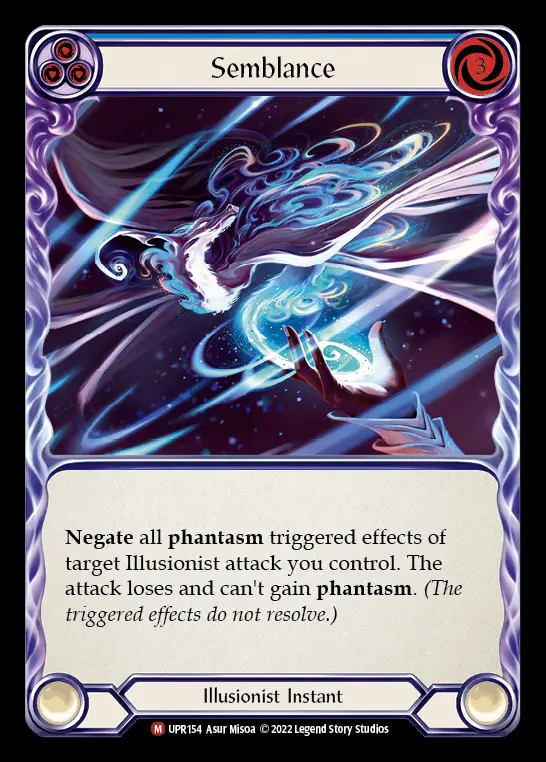 3
Semblance
Negate all phantasm triggered effects of
target Illusionist attack you control. The
attack loses and can't gain phantasm. (The
triggered effects do not resolve.)
Illusionist Instant
M UPR154 Asur Misoa © 2022 Legend Story Studios